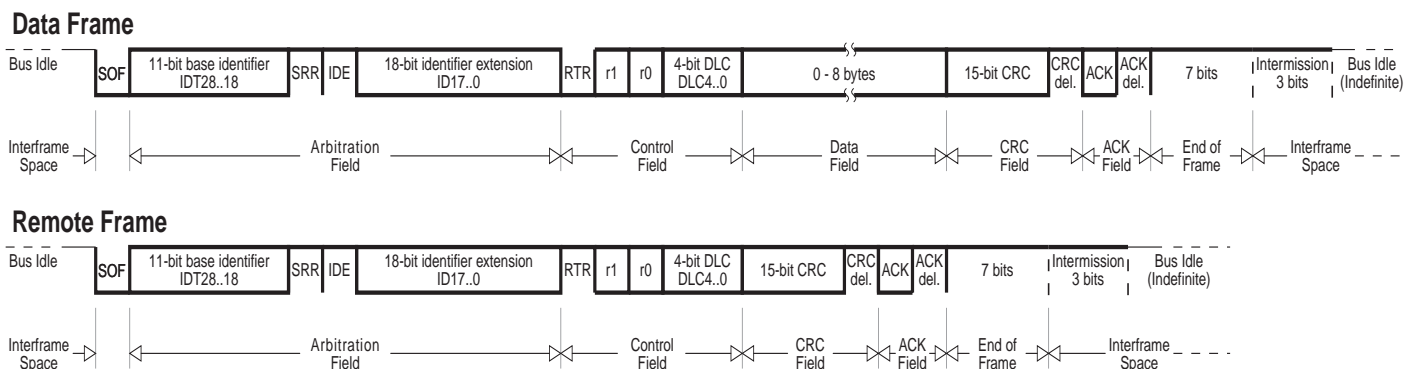 Data Frame
Bus Idle
SOF
11-bit base identifier
IDT28..18
SRR
IDE
18-bit identifier extension
ID17..0
RTR
r1
r0
4-bit DLC
DLC4..0
0 - 8 bytes
15-bit CRC
CRC
del.
ACK
ACK
del.
7 bits
Intermission
3 bits
Bus Idle
(Indefinite)
Interframe
Space
Arbitration
Field
Control
Field
Data
Field
CRC
Field
ACK
Field
End of
Frame
Interframe
Space
Remote Frame
Bus Idle
SOF
11-bit base identifier
IDT28..18
SRR
IDE
18-bit identifier extension
ID17..0
RTR
r1
r0
4-bit DLC
DLC4..0
15-bit CRC
CRC
del.
ACK
ACK
del.
7 bits
Intermission
3 bits
Bus Idle
(Indefinite)
Interframe
Space
Arbitration
Field
Control
Field
CRC
Field
ACK
Field
End of
Frame
Interframe
Space